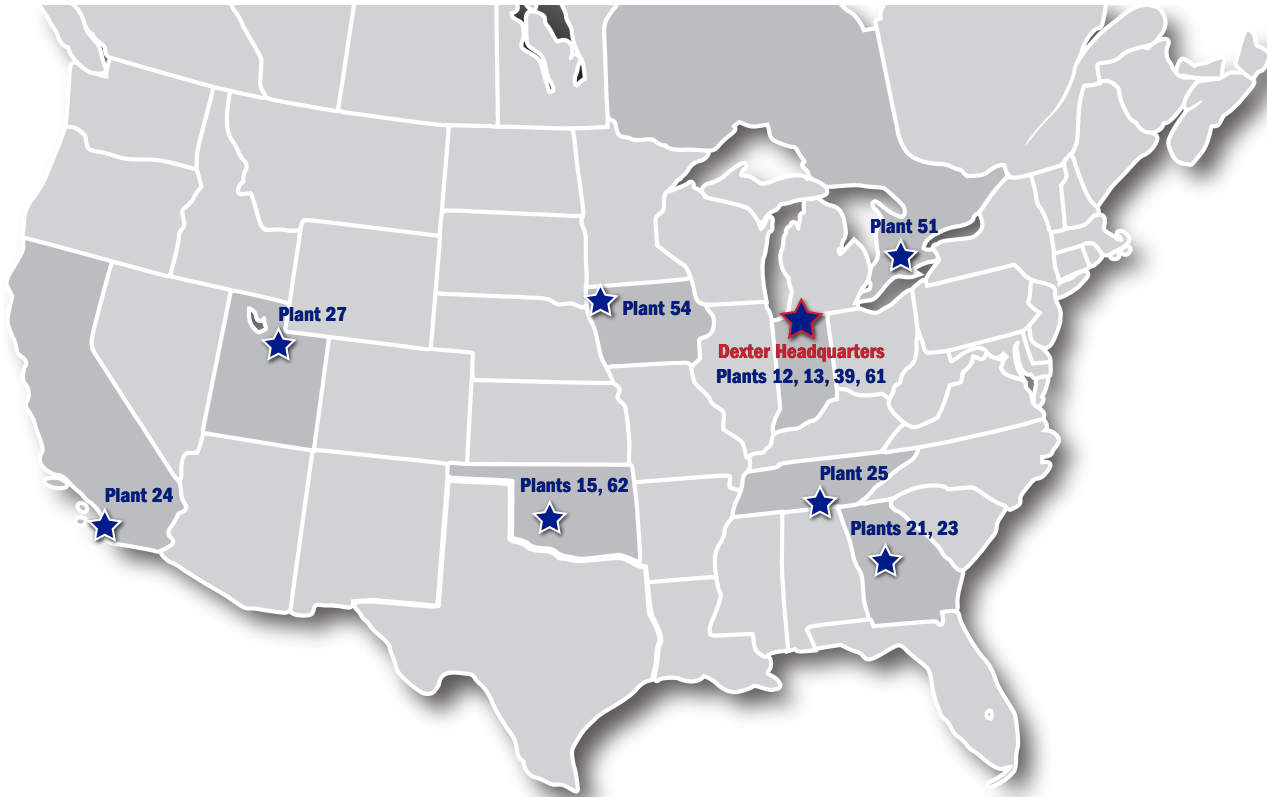 Plant 51
Plant 27
Plant 54
Dexter Headquarters
Plants 12, 13, 39, 61
Plant 25
Plants 15, 62
Plant 24
Plants 21, 23